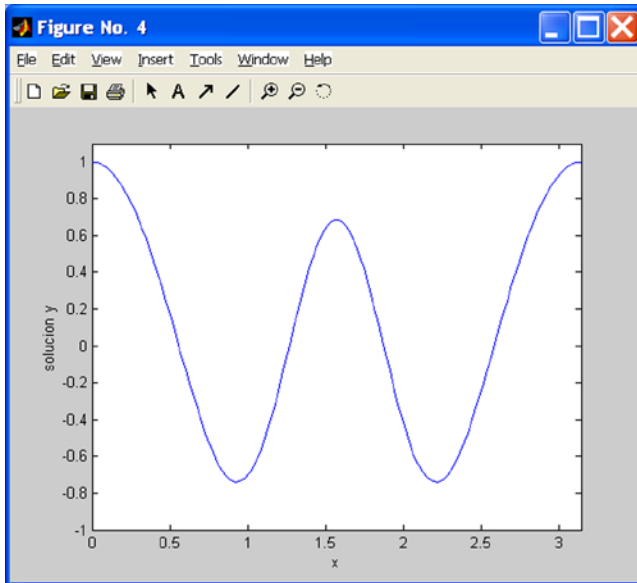 Figure No. 4
File Edit View Insert Tools Window Help
A
1
0.8
0.6
0.4
0.2
0
-0.2
-0.4
-0.6
-0.8
-1
solucion y
0 0.5 1 1.5 2 2.5 3
x